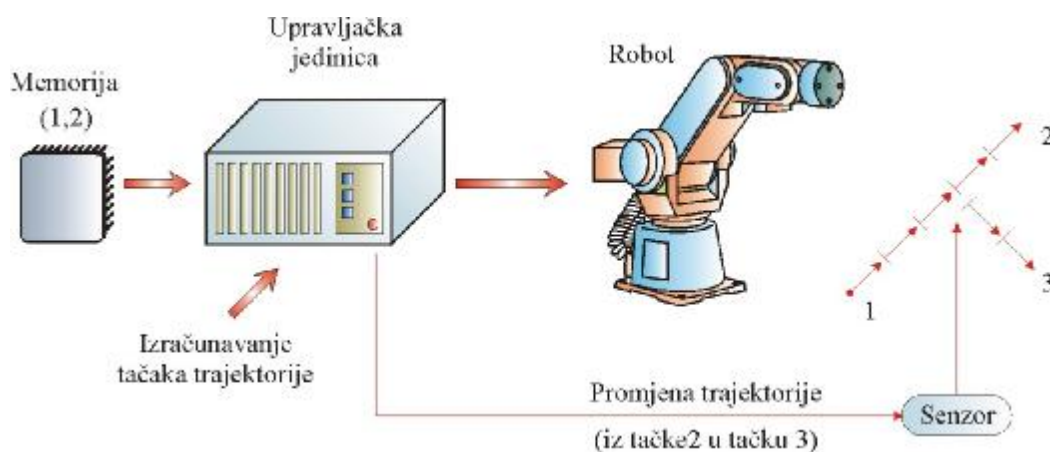 Upravljačka
jedinica
Memorija
(1,2)
Robot
2
1
3
Izračunavanje
tačaka trajektorije
Promjena trajektorije
(iz tačke2 u tačku 3)
Senzor